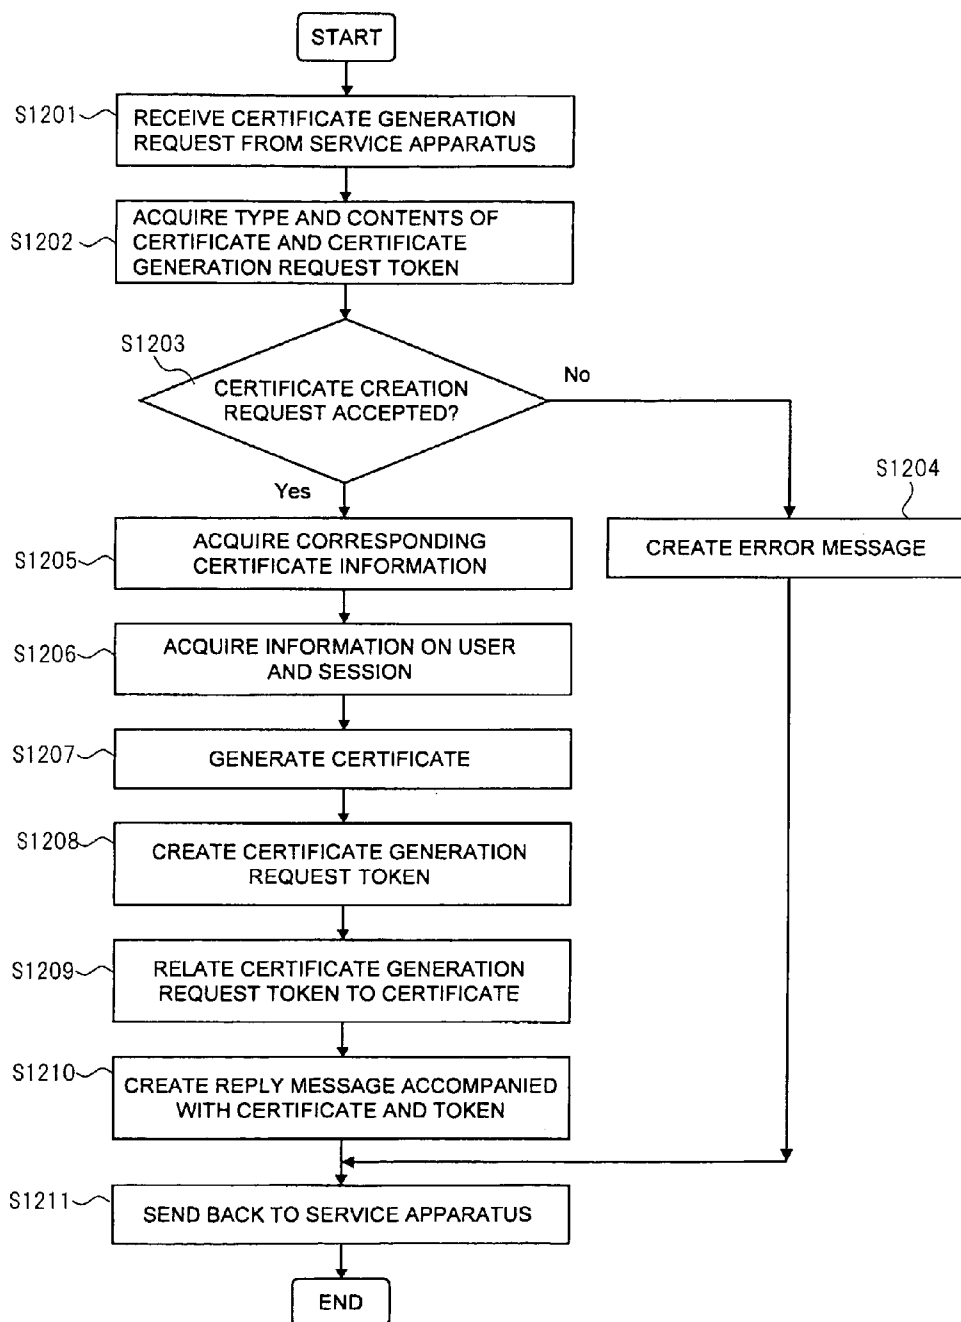 START
S1201
RECEIVE CERTIFICATE GENERATION
REQUEST FROM SERVICE APPARATUS
S1202
ACQUIRE TYPE AND CONTENTS OF
CERTIFICATE AND CERTIFICATE
GENERATION REQUEST TOKEN
S1203
CERTIFICATE CREATION
REQUEST ACCEPTED?
No
Yes
S1204
CREATE ERROR MESSAGE
S1205
ACQUIRE CORRESPONDING
CERTIFICATE INFORMATION
S1206
ACQUIRE INFORMATION ON USER
AND SESSION
S1207
GENERATE CERTIFICATE
S1208
CREATE CERTIFICATE GENERATION
REQUEST TOKEN
S1209
RELATE CERTIFICATE GENERATION
REQUEST TOKEN TO CERTIFICATE
S1210
CREATE REPLY MESSAGE ACCOMPANIED
WITH CERTIFICATE AND TOKEN
S1211
SEND BACK TO SERVICE APPARATUS
END